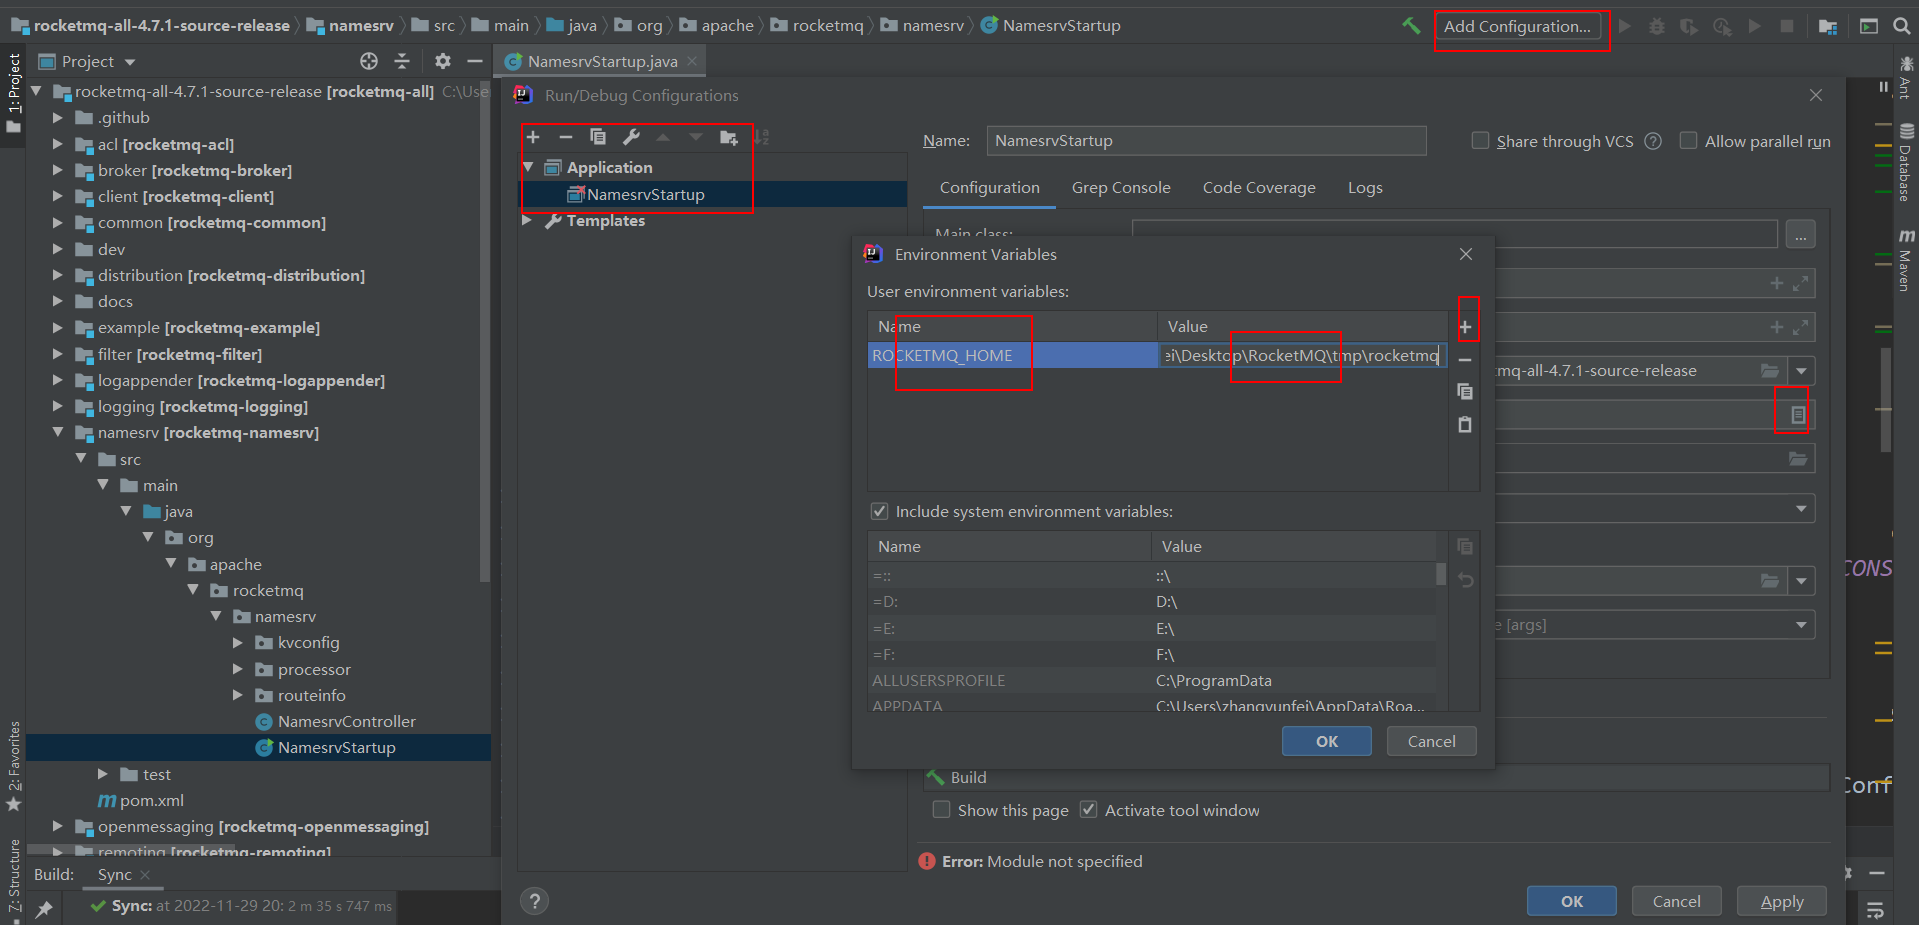 rocketmq-all-4.7.1-source-release
namesrv
src
main
java
org
apache
rocketmq
namesrv
NamesrvStartup
Add Configuration...
1: Project
Project
NamesrvStartup.java
rocketmq-all-4.7.1-source-release [rocketmq-all] C:\Use
.github
acl [rocketmq-acl]
broker [rocketmq-broker]
client [rocketmq-client]
common [rocketmq-common]
dev
distribution [rocketmq-distribution]
docs
example [rocketmq-example]
filter [rocketmq-filter]
logappender [rocketmq-logappender]
logging [rocketmq-logging]
namesrv [rocketmq-namesrv]
src
main
java
org
apache
rocketmq
namesrv
kvconfig
processor
routeinfo
NamesrvController
NamesrvStartup
test
pom.xml
openmessaging [rocketmq-openmessaging]
remoting [rocketmq-remoting]
2: Favorites
Z: Structure
Build:
Sync
Sync: at 2022-11-29 20: 2 m 35 s 747 ms
Run/Debug Configurations
Application
NamesrvStartup
Templates
Name:
NamesrvStartup
Share through VCS
Allow parallel run
Configuration
Grep Console
Code Coverage
Logs
Main class:
...
Environment Variables
User environment variables:
Name
Value
ROCKETMQ_HOME
ei\Desktop\RocketMQ\tmp\rocketmq
Include system environment variables:
Name
Value
=::
::\
=D:
D:\
=E:
E:\
=F:
F:\
ALLUSERSPROFILE
C:\ProgramData
APPDATA
C:\Users\zhangyunfei\AppData\Roa...
OK
Cancel
mq-all-4.7.1-source-release
e [args]
Build
Show this page
Activate tool window
Error: Module not specified
?
OK
Cancel
Apply
Ant
Database
Maven
CONS
Conf